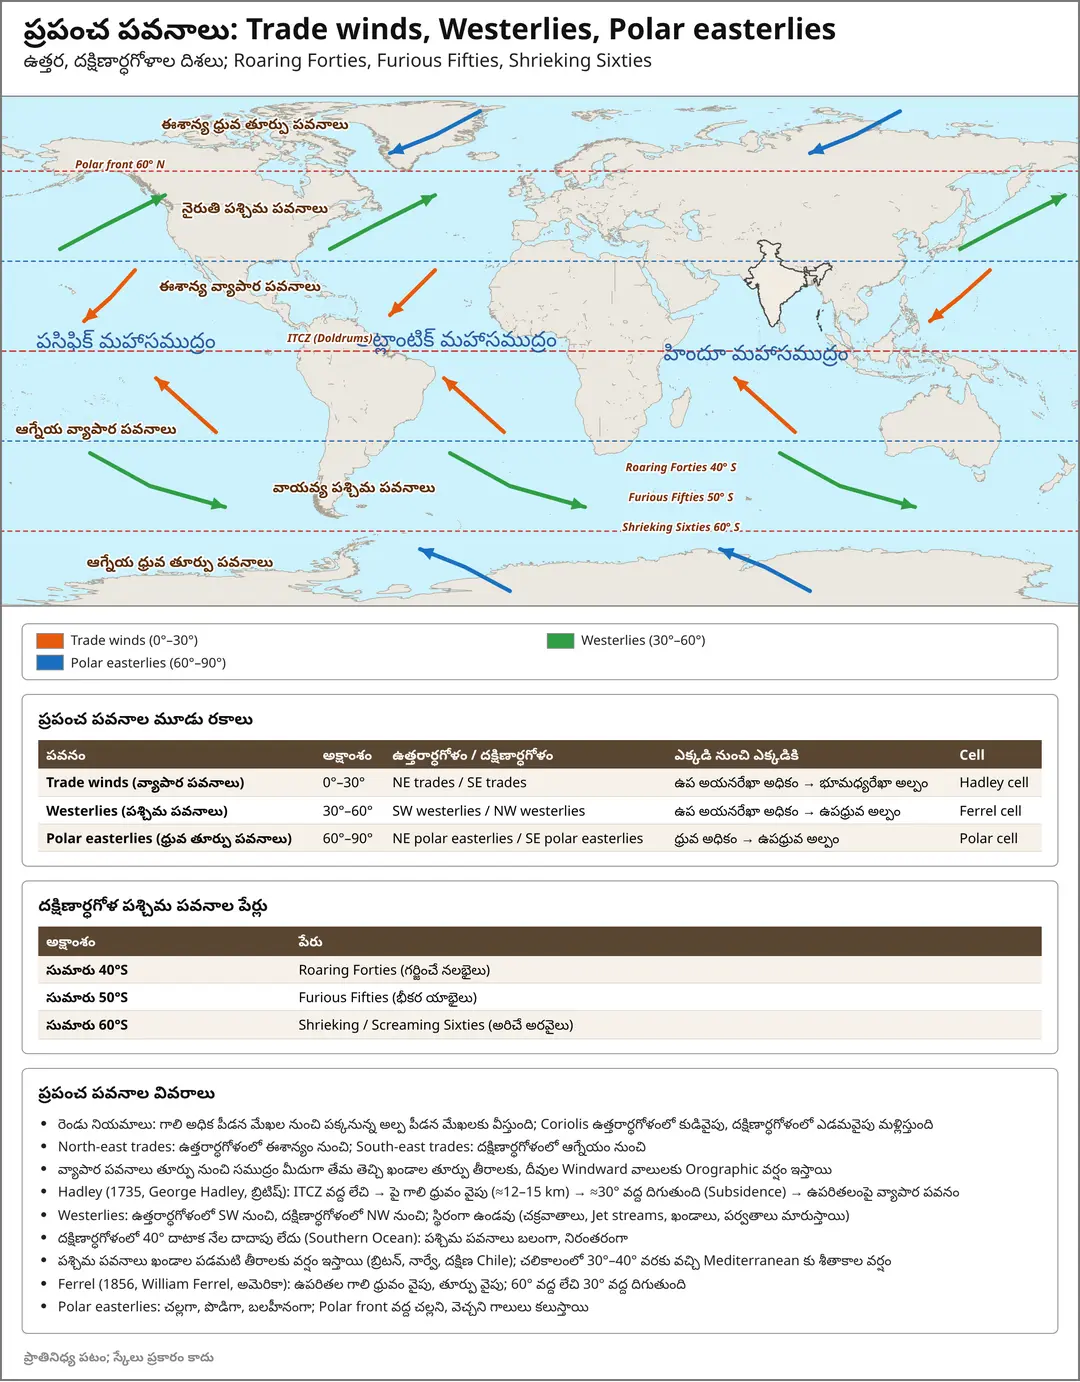 ప్రపంచ పవనాలు: Trade winds, Westerlies, Polar easterlies
ఉత్తర, దక్షిణార్ధగోళాల దిశలు; Roaring Forties, Furious Fifties, Shrieking Sixties
ఈశాన్య ధ్రువ తూర్పు పవనాలు
Polar front 60° N
నైరుతి పశ్చిమ పవనాలు
ఈశాన్య వ్యాపార పవనాలు
పసిఫిక్ మహాసముద్రం
ITCZ (Doldrums)
మహాసముద్రం
హిందూ మహాసముద్రం
ఆగ్నేయ వ్యాపార పవనాలు
Roaring Forties 40° S
వాయవ్య పశ్చిమ పవనాలు
Furious Fifties 50° S
Shrieking Sixties 60° S
ఆగ్నేయ ధ్రువ తూర్పు పవనాలు
Trade winds (0°–30°)
Westerlies (30°–60°)
Polar easterlies (60°–90°)
ప్రపంచ పవనాల మూడు రకాలు
పవనం అక్షాంశం ఉత్తరార్ధగోళం / దక్షిణార్ధగోళం ఎక్కడి నుంచి ఎక్కడికి Cell
Trade winds (వ్యాపార పవనాలు) 0°–30° NE trades / SE trades ఉప అయనరేఖా అధికం → భూమధ్యరేఖా అల్పం Hadley cell
Westerlies (పశ్చిమ పవనాలు) 30°–60° SW westerlies / NW westerlies ఉప అయనరేఖా అధికం → ఉపధ్రువ అల్పం Ferrel cell
Polar easterlies (ధ్రువ తూర్పు పవనాలు) 60°–90° NE polar easterlies / SE polar easterlies ధ్రువ అధికం → ఉపధ్రువ అల్పం Polar cell
దక్షిణార్ధగోళ పశ్చిమ పవనాల పేర్లు
అక్షాంశం పేరు
సుమారు 40°S Roaring Forties (గర్జించే నలభైలు)
సుమారు 50°S Furious Fifties (భీకర యాభైలు)
సుమారు 60°S Shrieking / Screaming Sixties (అరిచే అరవైలు)
ప్రపంచ పవనాల వివరాలు
• రెండు నియమాలు: గాలి అధిక పీడన మేఖల నుంచి పక్కనున్న అల్ప పీడన మేఖలకు వీస్తుంది; Coriolis ఉత్తరార్ధగోళంలో కుడివైపు, దక్షిణార్థగోళంలో ఎడమవైపు మళ్లిస్తుంది
• North-east trades: ఉత్తరార్ధగోళంలో ఈశాన్యం నుంచి; South-east trades: దక్షిణార్ధగోళంలో ఆగ్నేయం నుంచి
• వ్యాపార పవనాలు తూర్పు నుంచి సముద్రం మీదుగా తేమ తెచ్చి ఖండాల తూర్పు తీరాలకు, దీవుల Windward వాలులకు Orographic వర్షం ఇస్తాయి
• Hadley (1735, George Hadley, బ్రిటిష్): ITCZ వద్ద లేచి → పై గాలి ధ్రువం వైపు (≈12–15 km) → ≈30° వద్ద దిగుతుంది (Subsidence) → ఉపరితలంపై వ్యాపార పవనం
• Westerlies: ఉత్తరార్ధగోళంలో SW నుంచి, దక్షిణార్ధగోళంలో NW నుంచి; స్థిరంగా ఉండవు (చక్రవాతాలు, Jet streams, ఖండాలు, పర్వతాలు మారుస్తాయి)
• దక్షిణార్ధగోళంలో 40° దాటాక నేల దాదాపు లేదు (Southern Ocean): పశ్చిమ పవనాలు బలంగా, నిరంతరంగా
• పశ్చిమ పవనాలు ఖండాల పడమటి తీరాలకు వర్షం ఇస్తాయి (బ్రిటన్, నార్వే, దక్షిణ Chile); చలికాలంలో 30°–40° వరకు వచ్చి Mediterranean కు శీతాకాల వర్షం
• Ferrel (1856, William Ferrel, అమెరికా): ఉపరితల గాలి ధ్రువం వైపు, తూర్పు వైపు; 60° వద్ద లేచి 30° వద్ద దిగుతుంది
• Polar easterlies: చల్లగా, పొడిగా, బలహీనంగా; Polar front వద్ద చల్లని, వెచ్చని గాలులు కలుస్తాయి
ప్రాతినిధ్య పటం; స్కేలు ప్రకారం కాదు